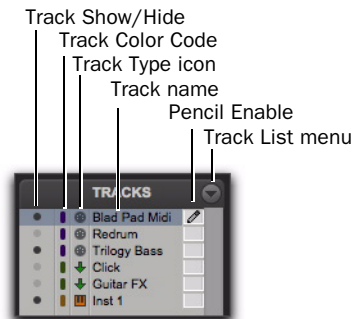 Track Show/Hide
Track Color Code
Track Type icon
Track name
Pencil Enable
Track List menu
TRACKS
Blad Pad Midi
Redrum
Trilogy Bass
Click
Guitar FX
Inst 1